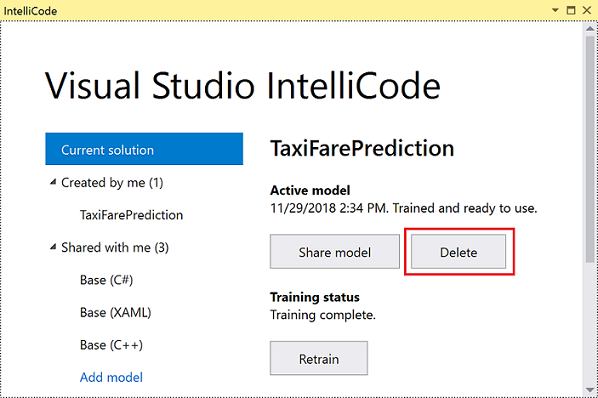 IntelliCode
Visual Studio IntelliCode
Current solution
Created by me (1)
TaxiFarePrediction
Shared with me (3)
Base (C#)
Base (XAML)
Base (C++)
Add model
TaxiFarePrediction
Active model
11/29/2018 2:34 PM. Trained and ready to use.
Share model
Delete
Training status
Training complete.
Retrain